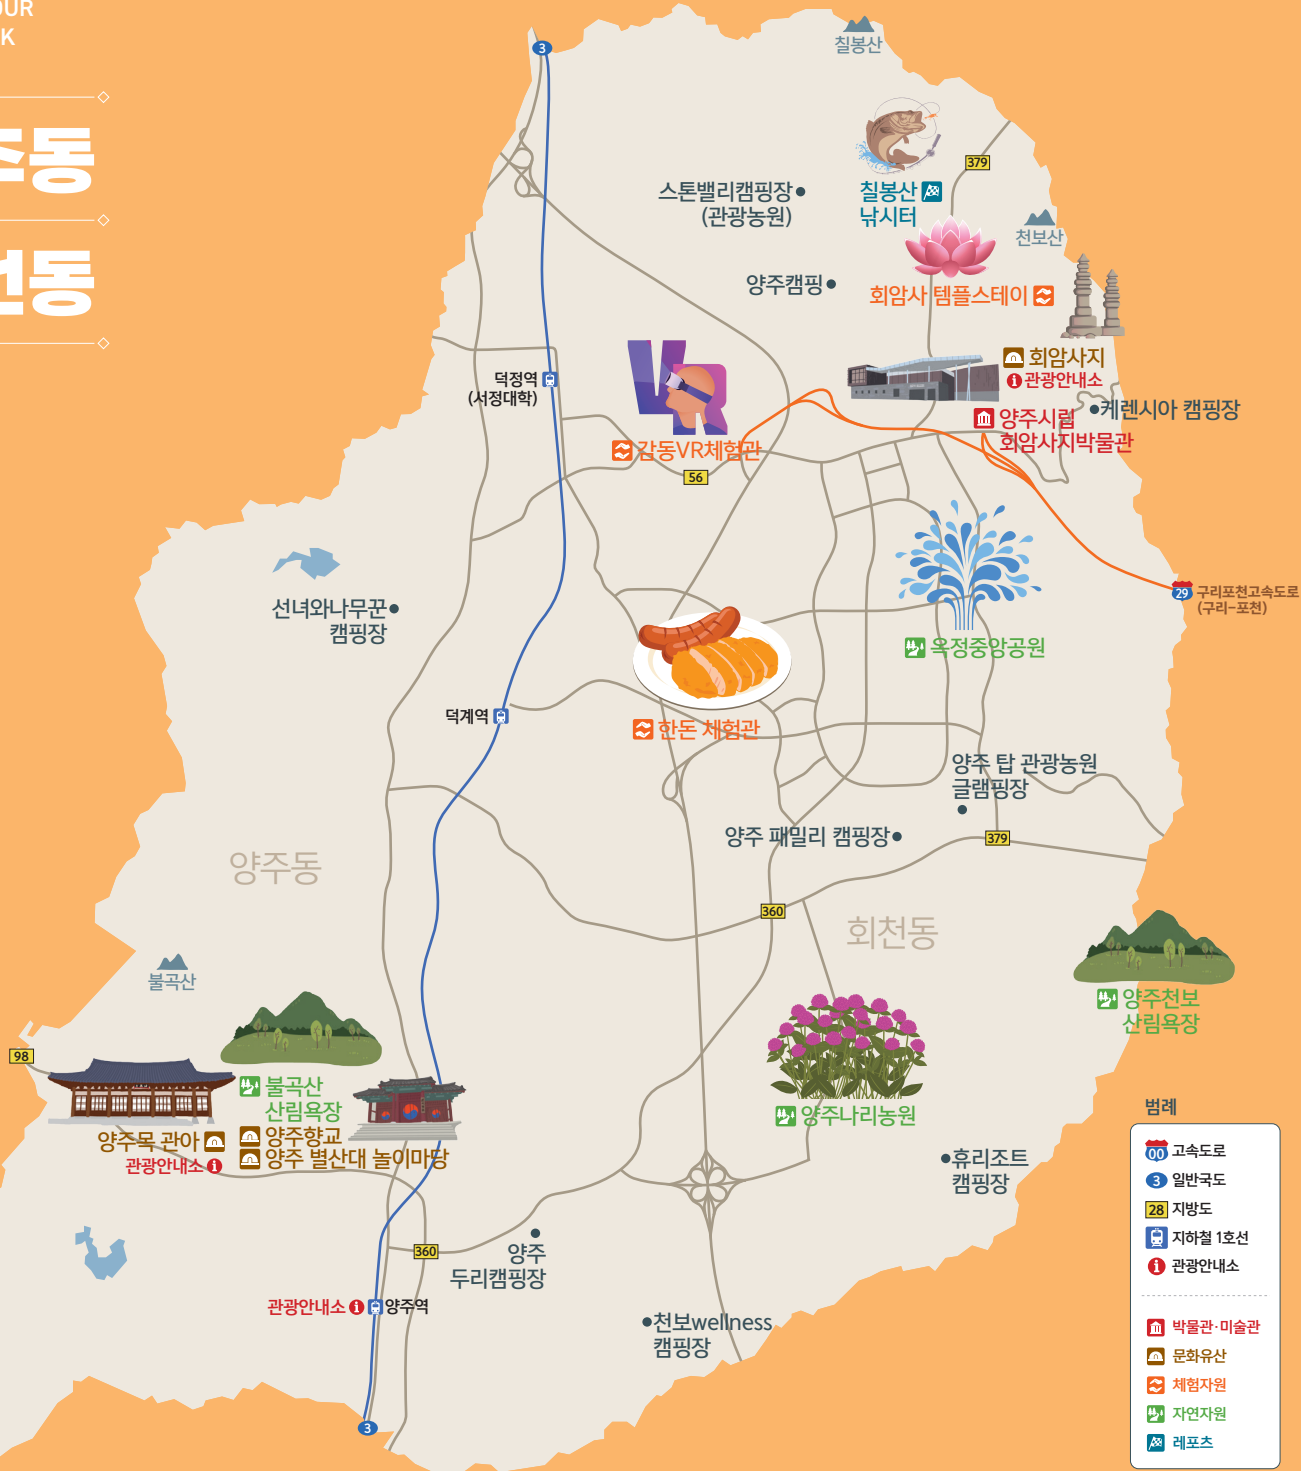 OUR
K
주동
천동
3
칠봉산
379
스톤밸리캠핑장
(관광농원)
칠봉산
낚시터
천보산
양주캠핑
회암사 템플스테이
회암사지
관광안내소
덕정역
(서정대학)
케렌시아 캠핑장
양주시립
회암사지박물관
감동VR체험관
56
29
구리포천고속도로
(구리-포천)
선녀와나무꾼
캠핑장
옥정중앙공원
덕계역
한돈 체험관
양주 탑 관광농원
글램핑장
양주 패밀리 캠핑장
379
양주동
360
회천동
불곡산
양주천보
산림욕장
98
불곡산
산림욕장
양주나리농원
양주목 관아
관광안내소
양주향교
양주 별산대 놀이마당
휴리조트
캠핑장
360
양주
두리캠핑장
관광안내소
양주역
천보wellness
캠핑장
3
범례
00 고속도로
3 일반국도
28 지방도
지하철 1호선
관광안내소
박물관·미술관
문화유산
체험자원
자연자원
레포츠